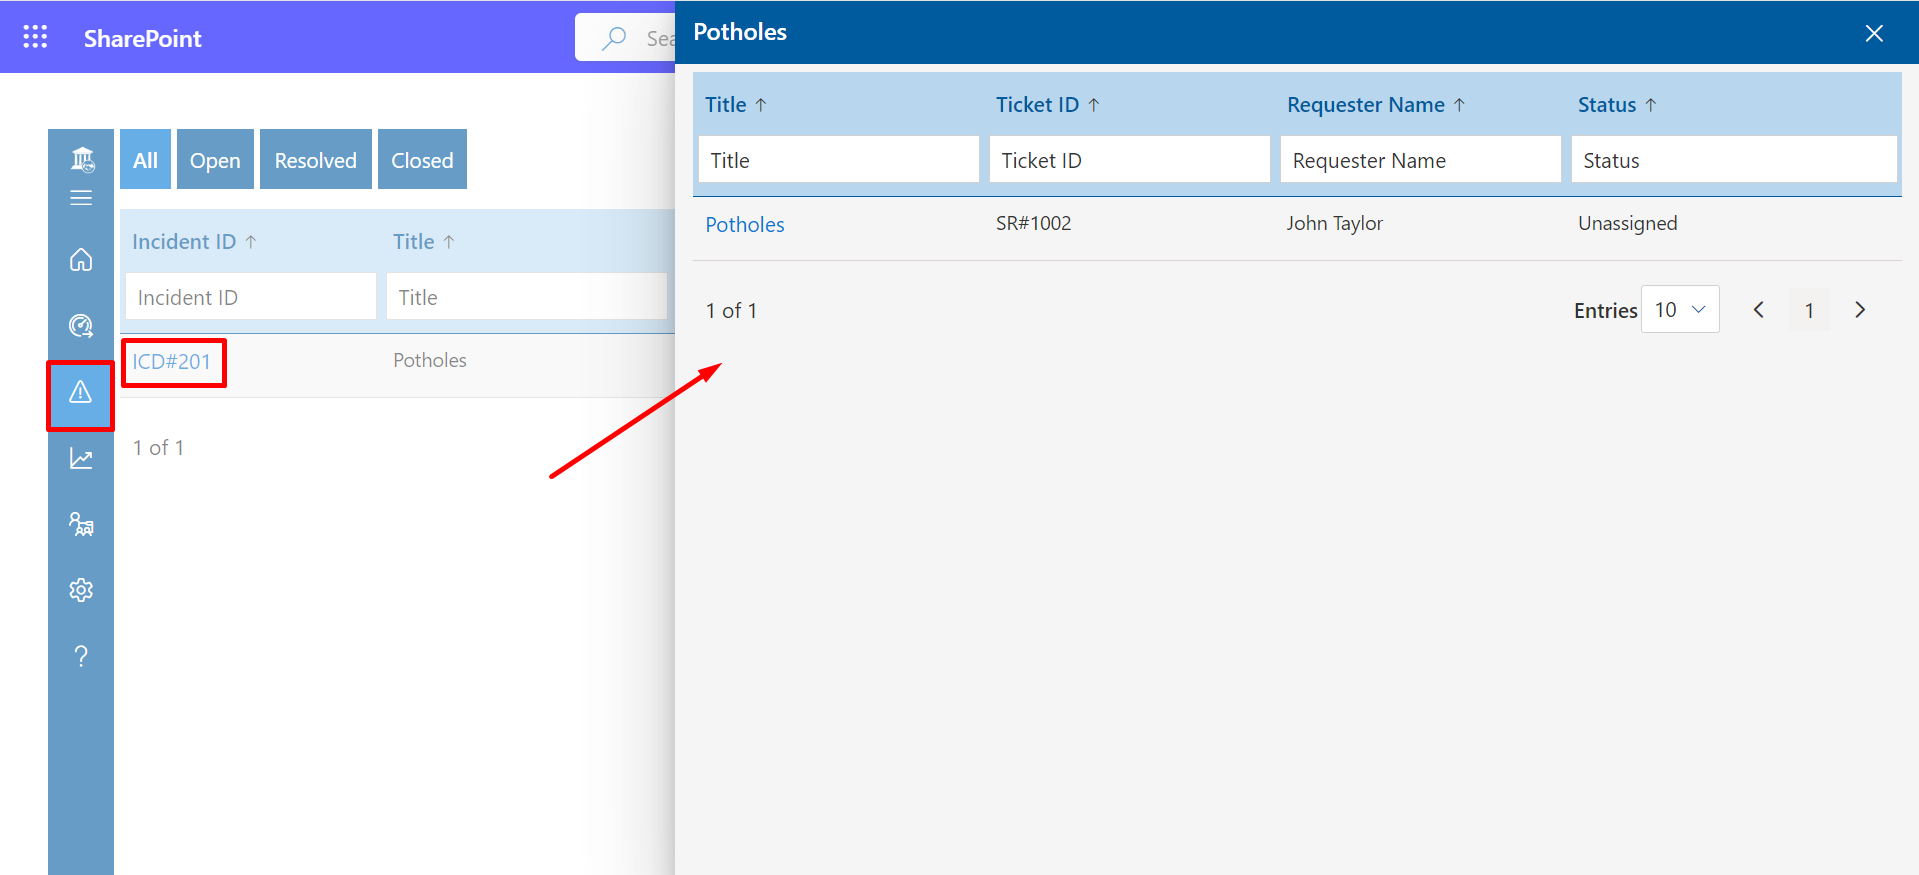 SharePoint
Sea
All
Open
Resolved
Closed
Incident ID ↑
Title ↑
Incident ID
Title
ICD#201
Potholes
1 of 1
?
Potholes
Title ↑
Ticket ID ↑
Requester Name ↑
Status ↑
Title
Ticket ID
Requester Name
Status
Potholes
SR#1002
John Taylor
Unassigned
1 of 1
Entries 10
1